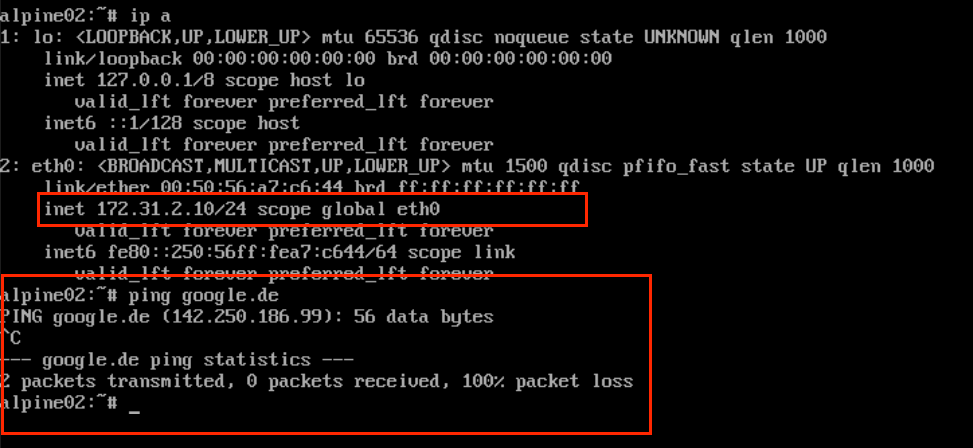 alpine02:~# ip a
1: lo: <LOOPBACK,UP,LOWER_UP> mtu 65536 qdisc noqueue state UNKNOWN qlen 1000
    link/loopback 00:00:00:00:00:00 brd 00:00:00:00:00:00
    inet 127.0.0.1/8 scope host lo
       valid_lft forever preferred_lft forever
    inet6 ::1/128 scope host
       valid_lft forever preferred_lft forever
2: eth0: <BROADCAST,MULTICAST,UP,LOWER_UP> mtu 1500 qdisc pfifo_fast state UP qlen 1000
    link/ether 00:50:56:a7:c6:44 brd ff:ff:ff:ff:ff:ff
    inet 172.31.2.10/24 scope global eth0
       valid_lft forever preferred_lft forever
    inet6 fe80::250:56ff:fea7:c644/64 scope link
       valid_lft forever preferred_lft forever
alpine02:~# ping google.de
PING google.de (142.250.186.99): 56 data bytes
^C
--- google.de ping statistics ---
2 packets transmitted, 0 packets received, 100% packet loss
alpine02:~# _